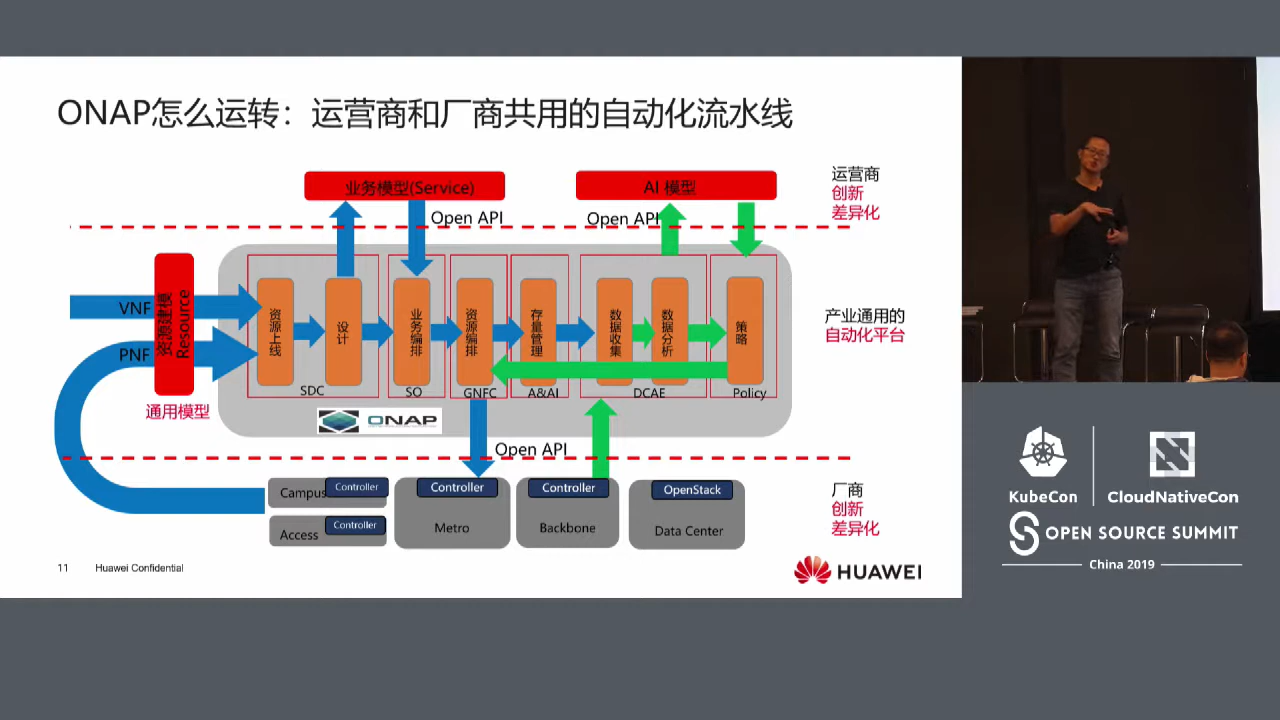 ONAP怎么运转：运营商和厂商共用的自动化流水线
业务模型(Service)
AI 模型
运营商
创新
差异化
Open API
Open API
VNF
PNF
资源建模
Resource
通用模型
资源上线
设计
业务编排
资源编排
存量管理
数据收集
数据分析
策略
SDC
SO
GNFC
A&AI
DCAE
Policy
ONAP
产业通用的
自动化平台
Open API
Campus
Controller
Access
Controller
Controller
Metro
Controller
Backbone
OpenStack
Data Center
厂商
创新
差异化
11
Huawei Confidential
HUAWEI
KubeCon
CloudNativeCon
OPEN SOURCE SUMMIT
China 2019